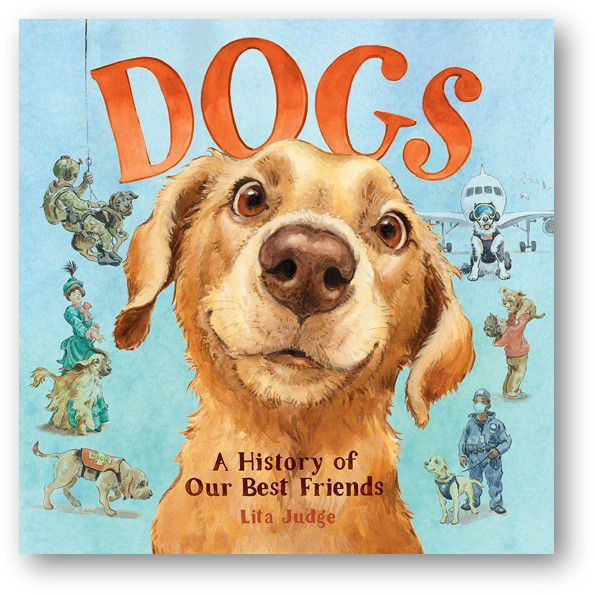 DOGS
A History of
Our Best Friends
Lita Judge